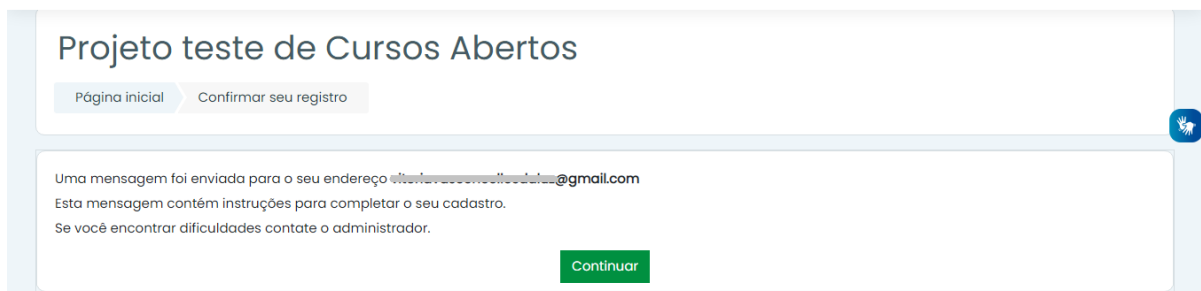 Projeto teste de Cursos Abertos
Página inicial
Confirmar seu registro
Uma mensagem foi enviada para o seu endereço @gmail.com
Esta mensagem contém instruções para completar o seu cadastro.
Se você encontrar dificuldades contate o administrador.
Continuar